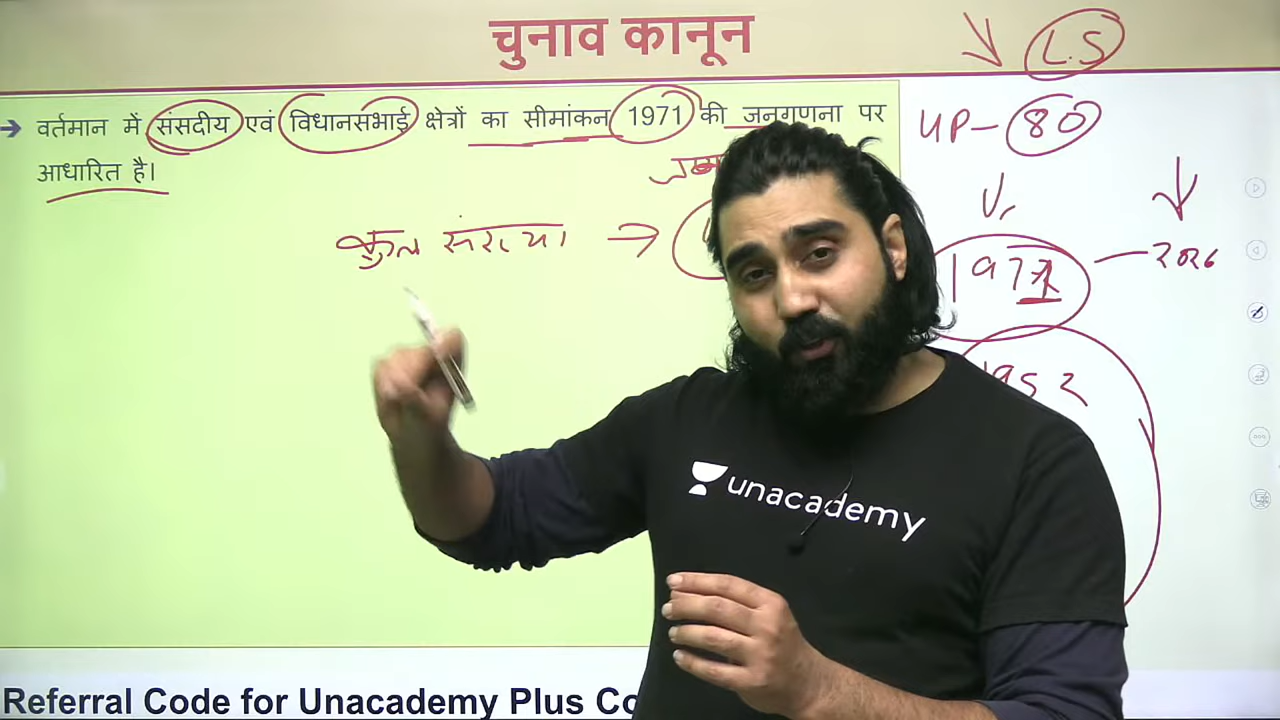 चुनाव कानून
L.S
→ वर्तमान में संसदीय एवं विधानसभाई क्षेत्रों का सीमांकन 1971 की जनगणना पर
आधारित है।
UP- 80
कुल संख्या →
1971 — 2026
1952
unacademy
Referral Code for Unacademy Plus Co